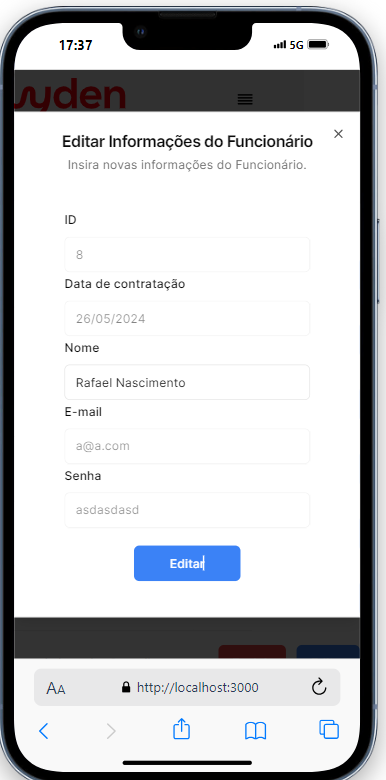 17:37
5G
yden
Editar Informações do Funcionário
Insira novas informações do Funcionário.
ID
8
Data de contratação
26/05/2024
Nome
Rafael Nascimento
E-mail
a@a.com
Senha
asdasdasd
Editar
AA
http://localhost:3000